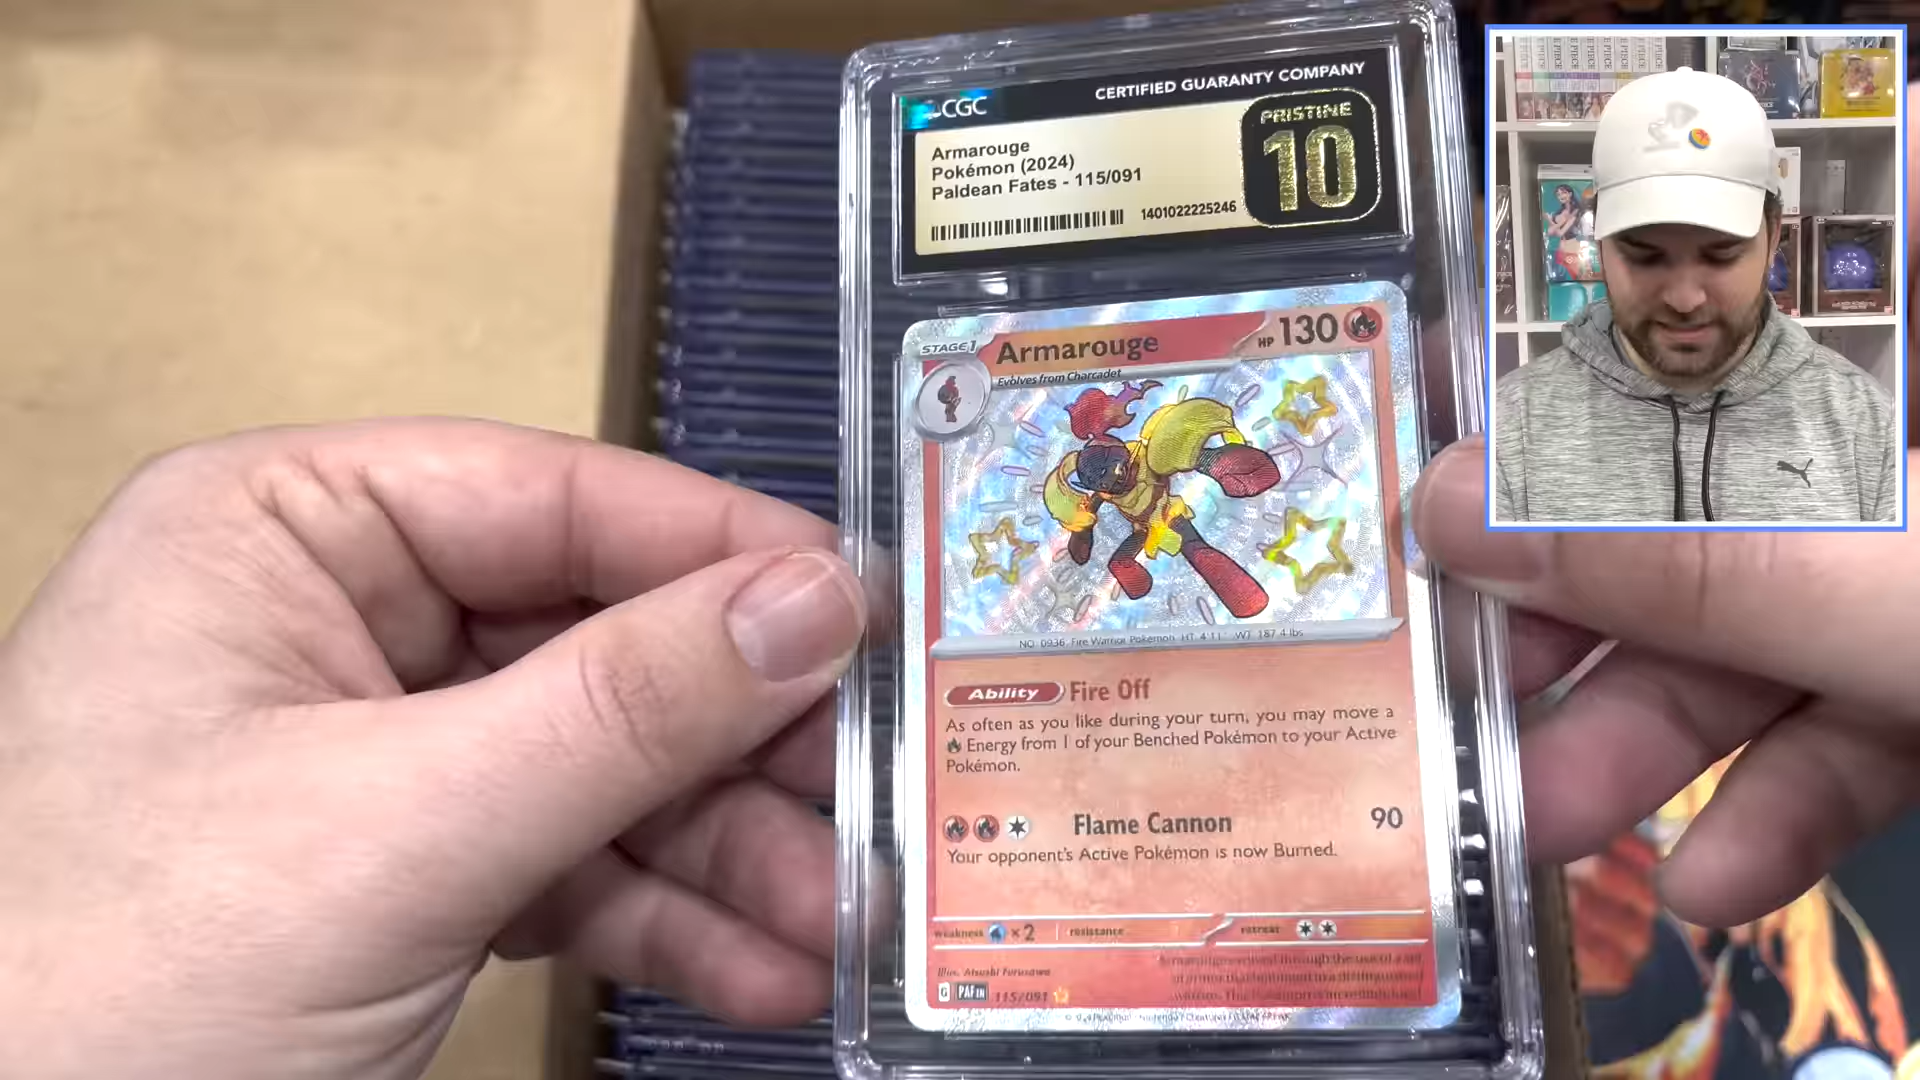 CGC
CERTIFIED GUARANTY COMPANY
Armarouge
Pokémon (2024)
Paldean Fates - 115/091
1401022225246
PRISTINE
10
STAGE 1
Armarouge
HP 130
Evolves from Charcadet
NO. 0936 Fire Warrior Pokémon HT 4'11" WT 187.4 lbs
Ability Fire Off
As often as you like during your turn, you may move a
Energy from 1 of your Benched Pokémon to your Active
Pokémon.
Flame Cannon 90
Your opponent's Active Pokémon is now Burned.
weakness ×2 resistance retreat
Illus. Atsushi Furusawa
G PAF EN 115/091